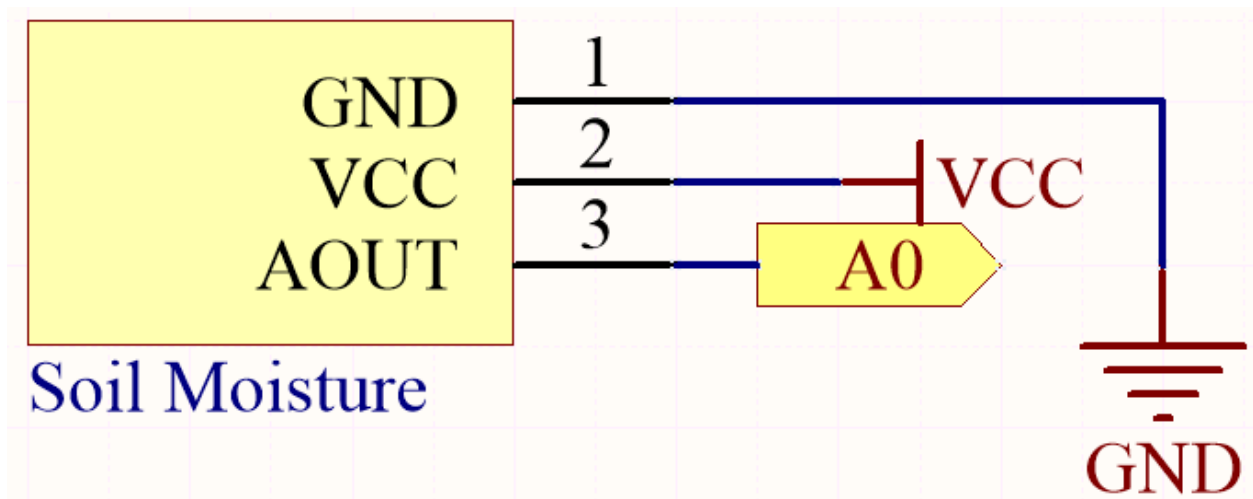 1
GND
2
VCC
VCC
3
AOUT
A0
Soil Moisture
GND